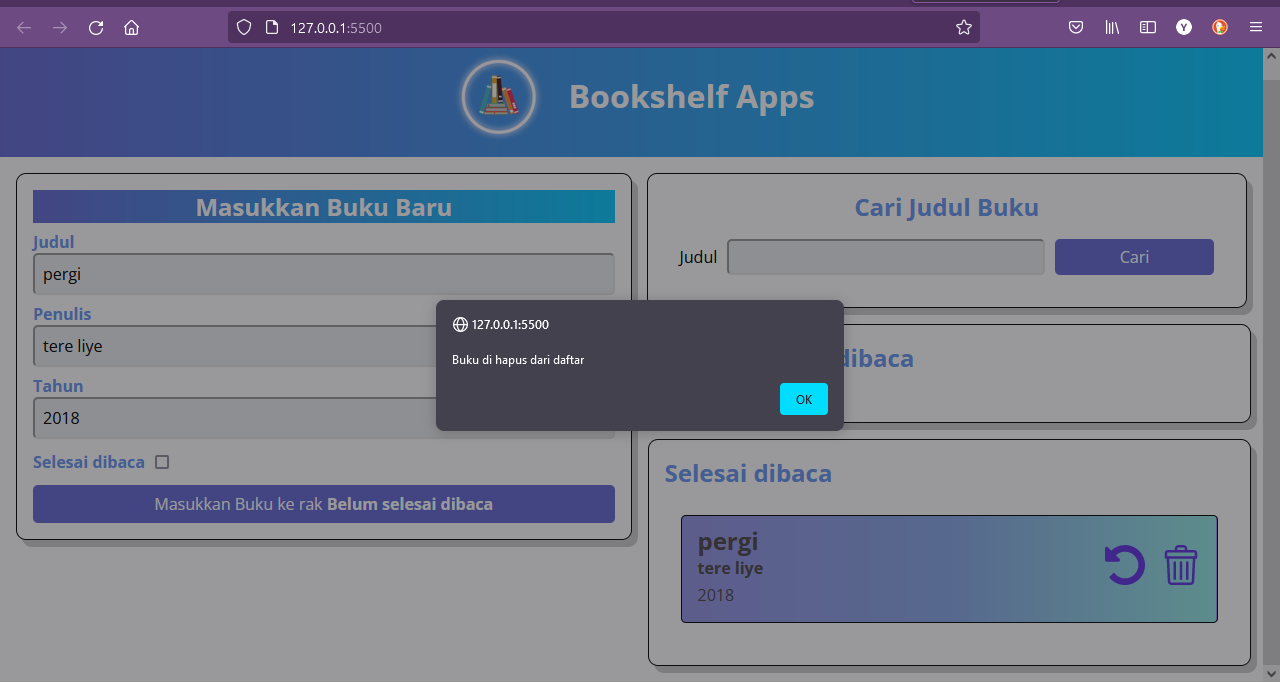 127.0.0.1:5500
Y
Bookshelf Apps
Masukkan Buku Baru
Judul
pergi
Penulis
tere liye
Tahun
2018
Selesai dibaca
Masukkan Buku ke rak Belum selesai dibaca
Cari Judul Buku
Judul
Cari
127.0.0.1:5500
Buku di hapus dari daftar
OK
dibaca
Selesai dibaca
pergi
tere liye
2018